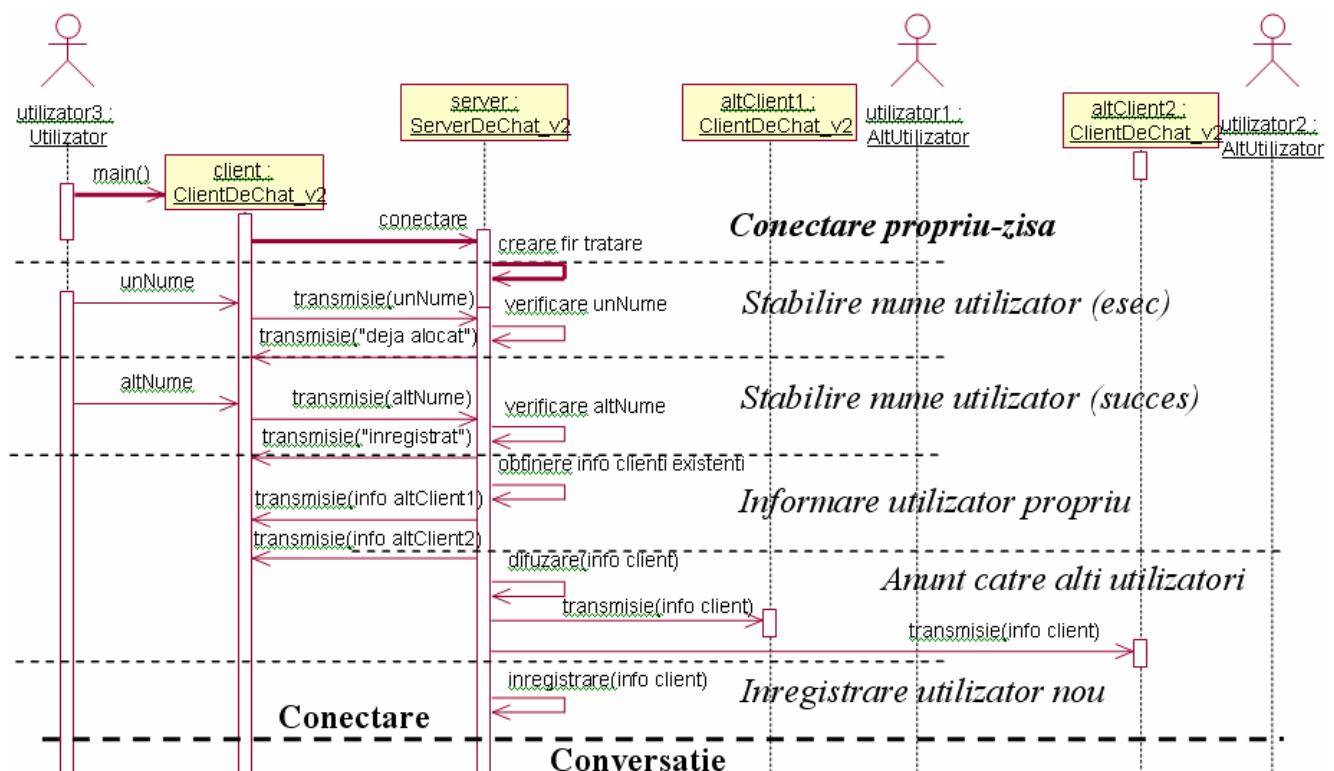 utilizator3 :
Utilizator
server :
ServerDeChat_v2
altClient1 :
ClientDeChat_v2
utilizator1 :
AltUtilizator
altClient2 :
ClientDeChat_v2
utilizator2 :
AltUtilizator
main()
client :
ClientDeChat_v2
conectare
Conectare propriu-zisa
creare fir tratare
unNume
transmisie(unNume)
verificare unNume
Stabilire nume utilizator (esec)
transmisie("deja alocat")
altNume
transmisie(altNume)
verificare altNume
Stabilire nume utilizator (succes)
transmisie("inregistrat")
obtinere info clienti existenti
transmisie(info altClient1)
Informare utilizator propriu
transmisie(info altClient2)
difuzare(info client)
Anunt catre alti utilizatori
transmisie(info client)
transmisie(info client)
inregistrare(info client)
Inregistrare utilizator nou
Conectare
Conversatie